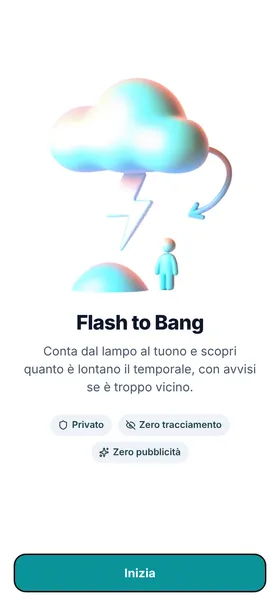 Flash to Bang
Conta dal lampo al tuono e scopri
quanto è lontano il temporale, con avvisi
se è troppo vicino.
Privato
Zero tracciamento
Zero pubblicità
Inizia